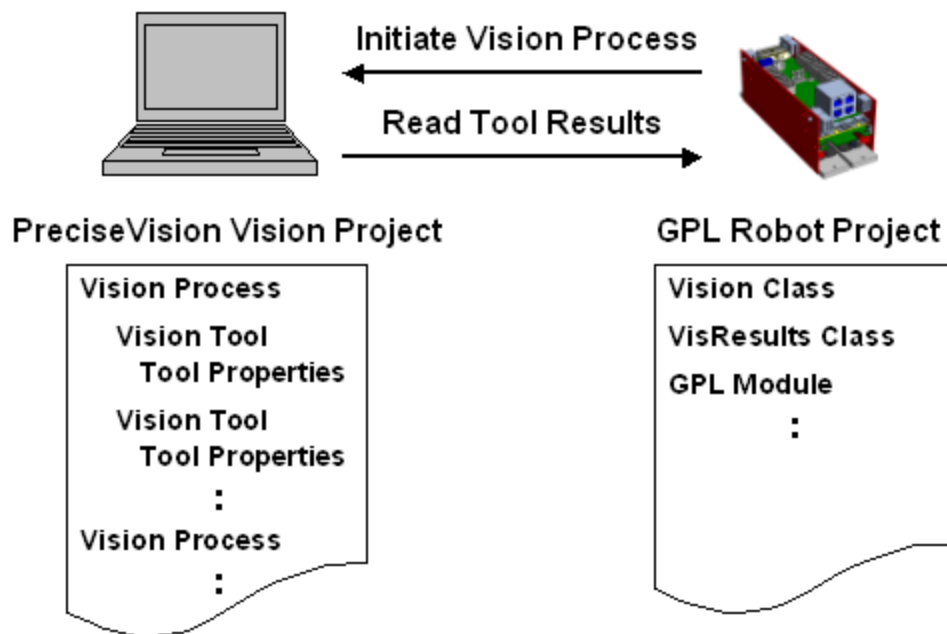 Initiate Vision Process
Read Tool Results
PreciseVision Vision Project
GPL Robot Project
Vision Process
Vision Tool
Tool Properties
Vision Tool
Tool Properties
:
Vision Process
:
Vision Class
VisResults Class
GPL Module
: